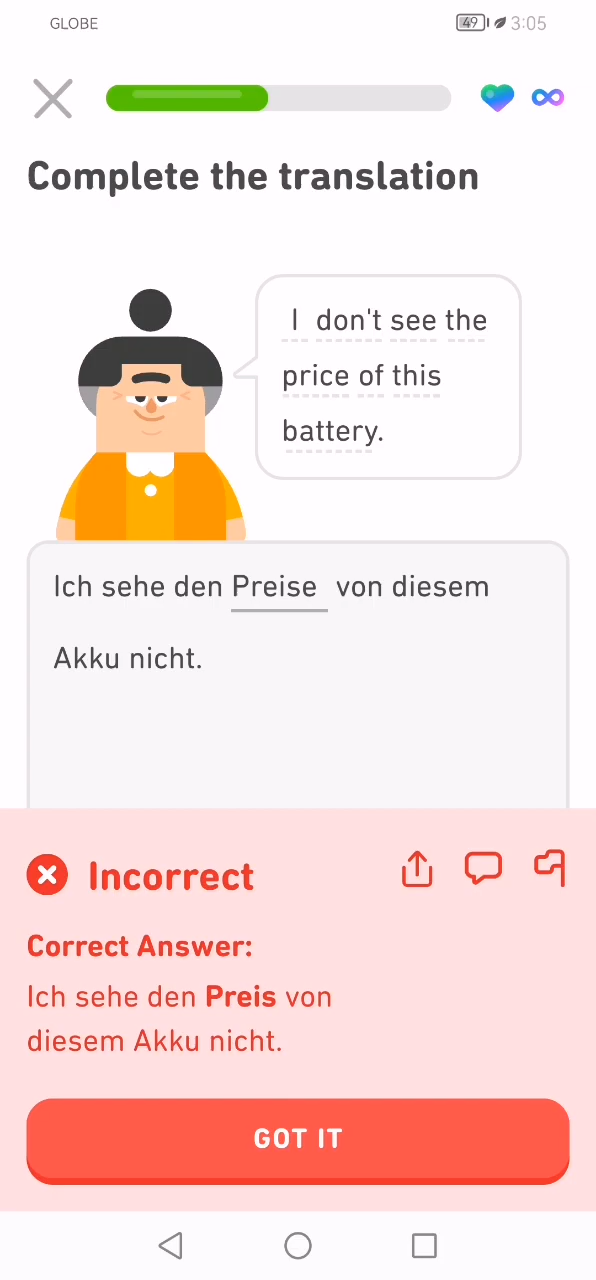 GLOBE
49
3:05
Complete the translation
I don't see the
price of this
battery.
Ich sehe den Preise von diesem
Akku nicht.
Incorrect
Correct Answer:
Ich sehe den Preis von
diesem Akku nicht.
GOT IT